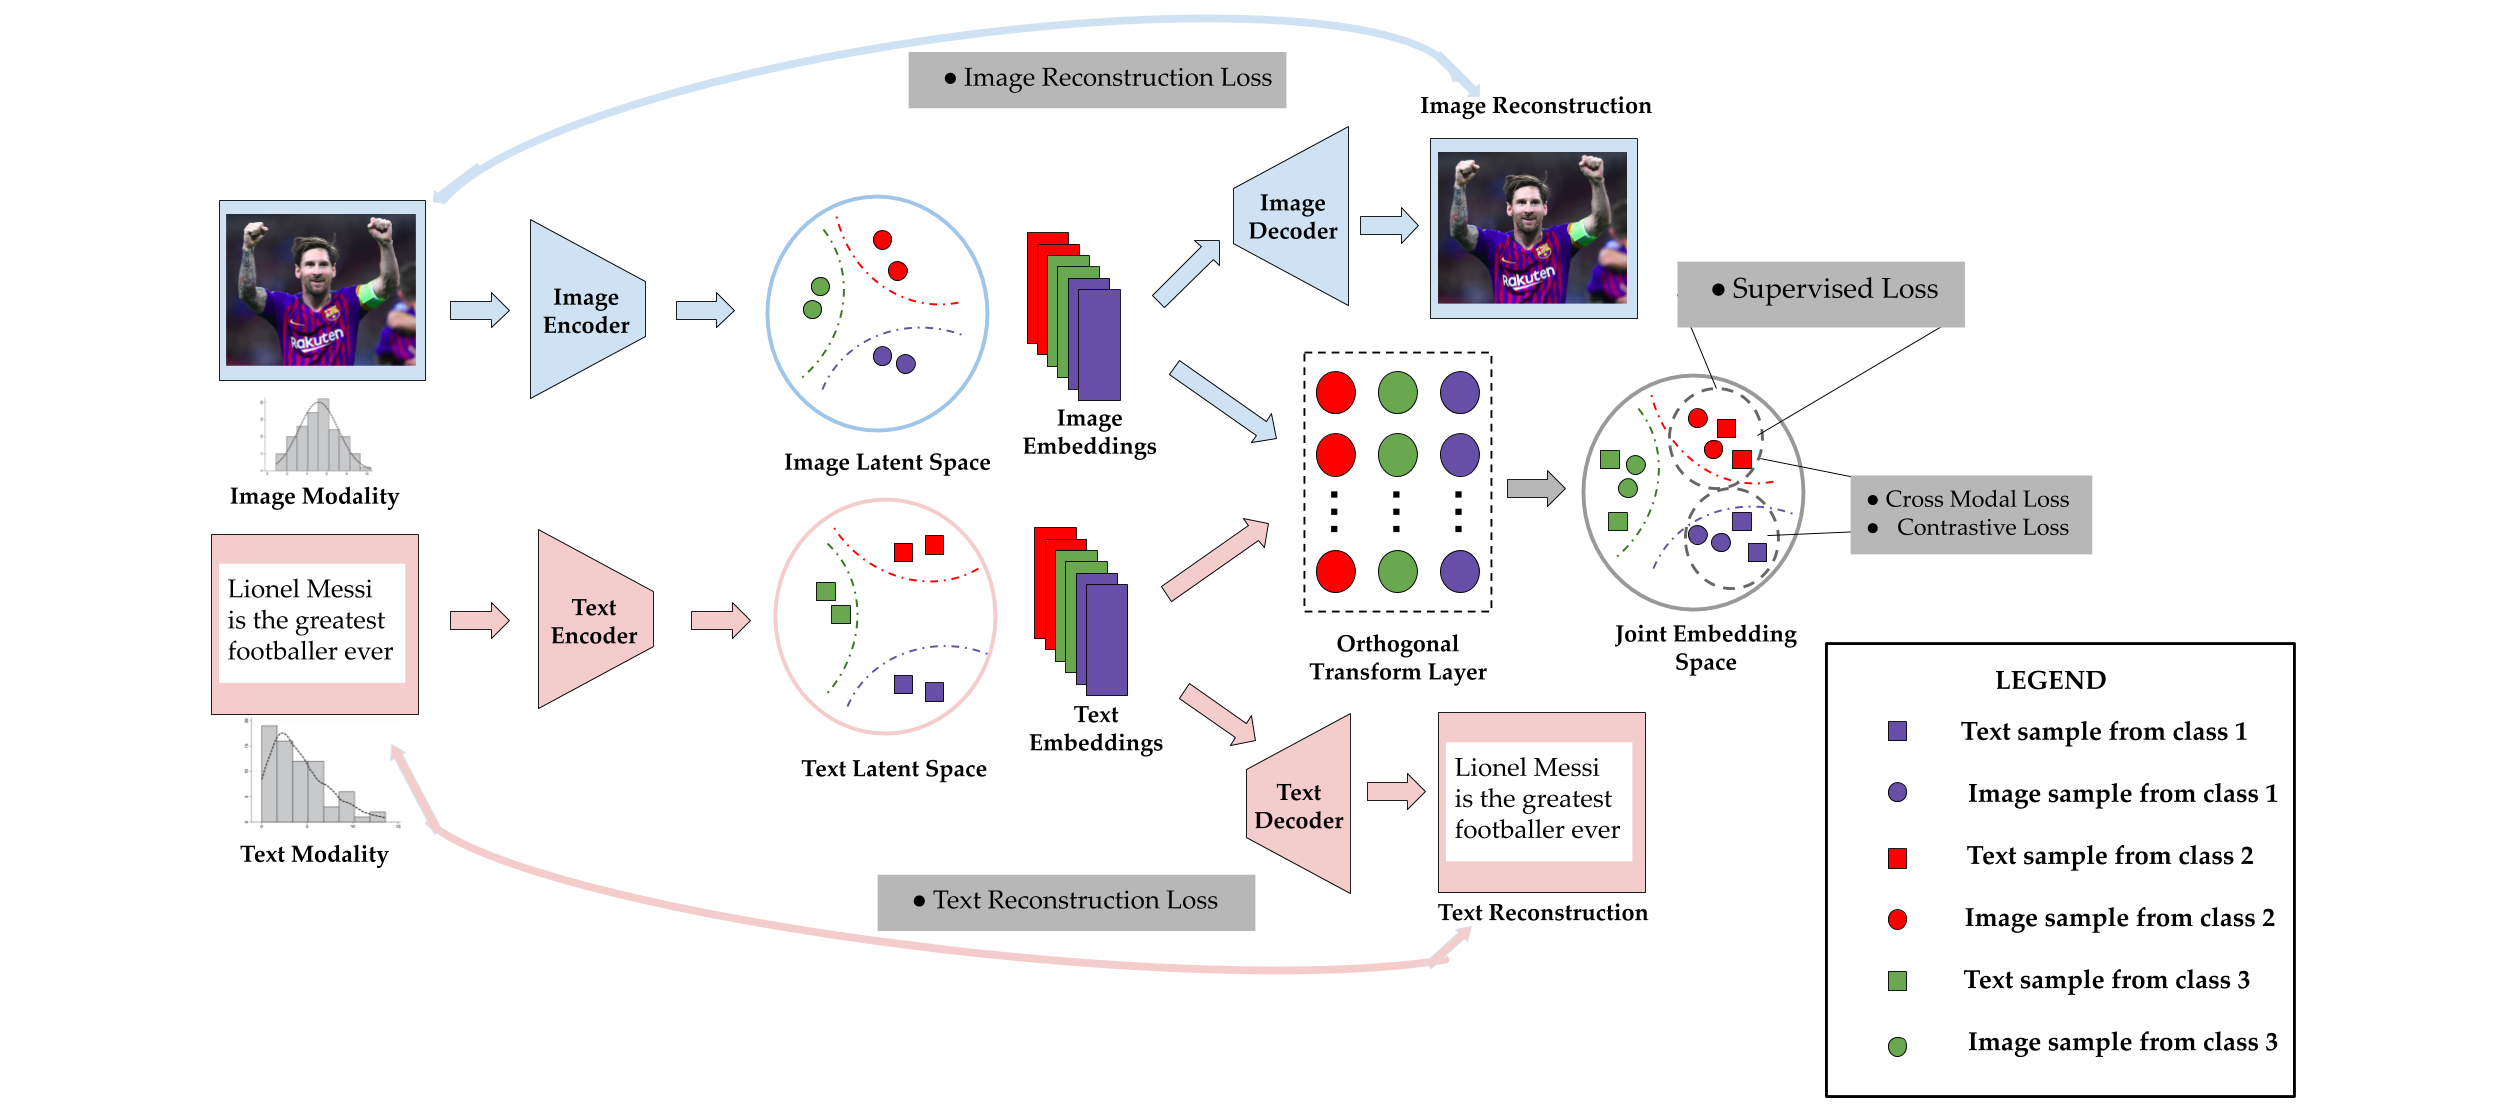 ● Image Reconstruction Loss
Image Reconstruction
Rakuten
Image
Encoder
Image Modality
Image Latent Space
Image
Embeddings
Image
Decoder
Rakuten
● Supervised Loss
Lionel Messi
is the greatest
footballer ever
Text
Encoder
Text Modality
Text Latent Space
Text
Embeddings
Orthogonal
Transform Layer
Joint Embedding
Space
● Cross Modal Loss
● Contrastive Loss
Text
Decoder
Lionel Messi
is the greatest
footballer ever
Text Reconstruction
● Text Reconstruction Loss
LEGEND
Text sample from class 1
Image sample from class 1
Text sample from class 2
Image sample from class 2
Text sample from class 3
Image sample from class 3